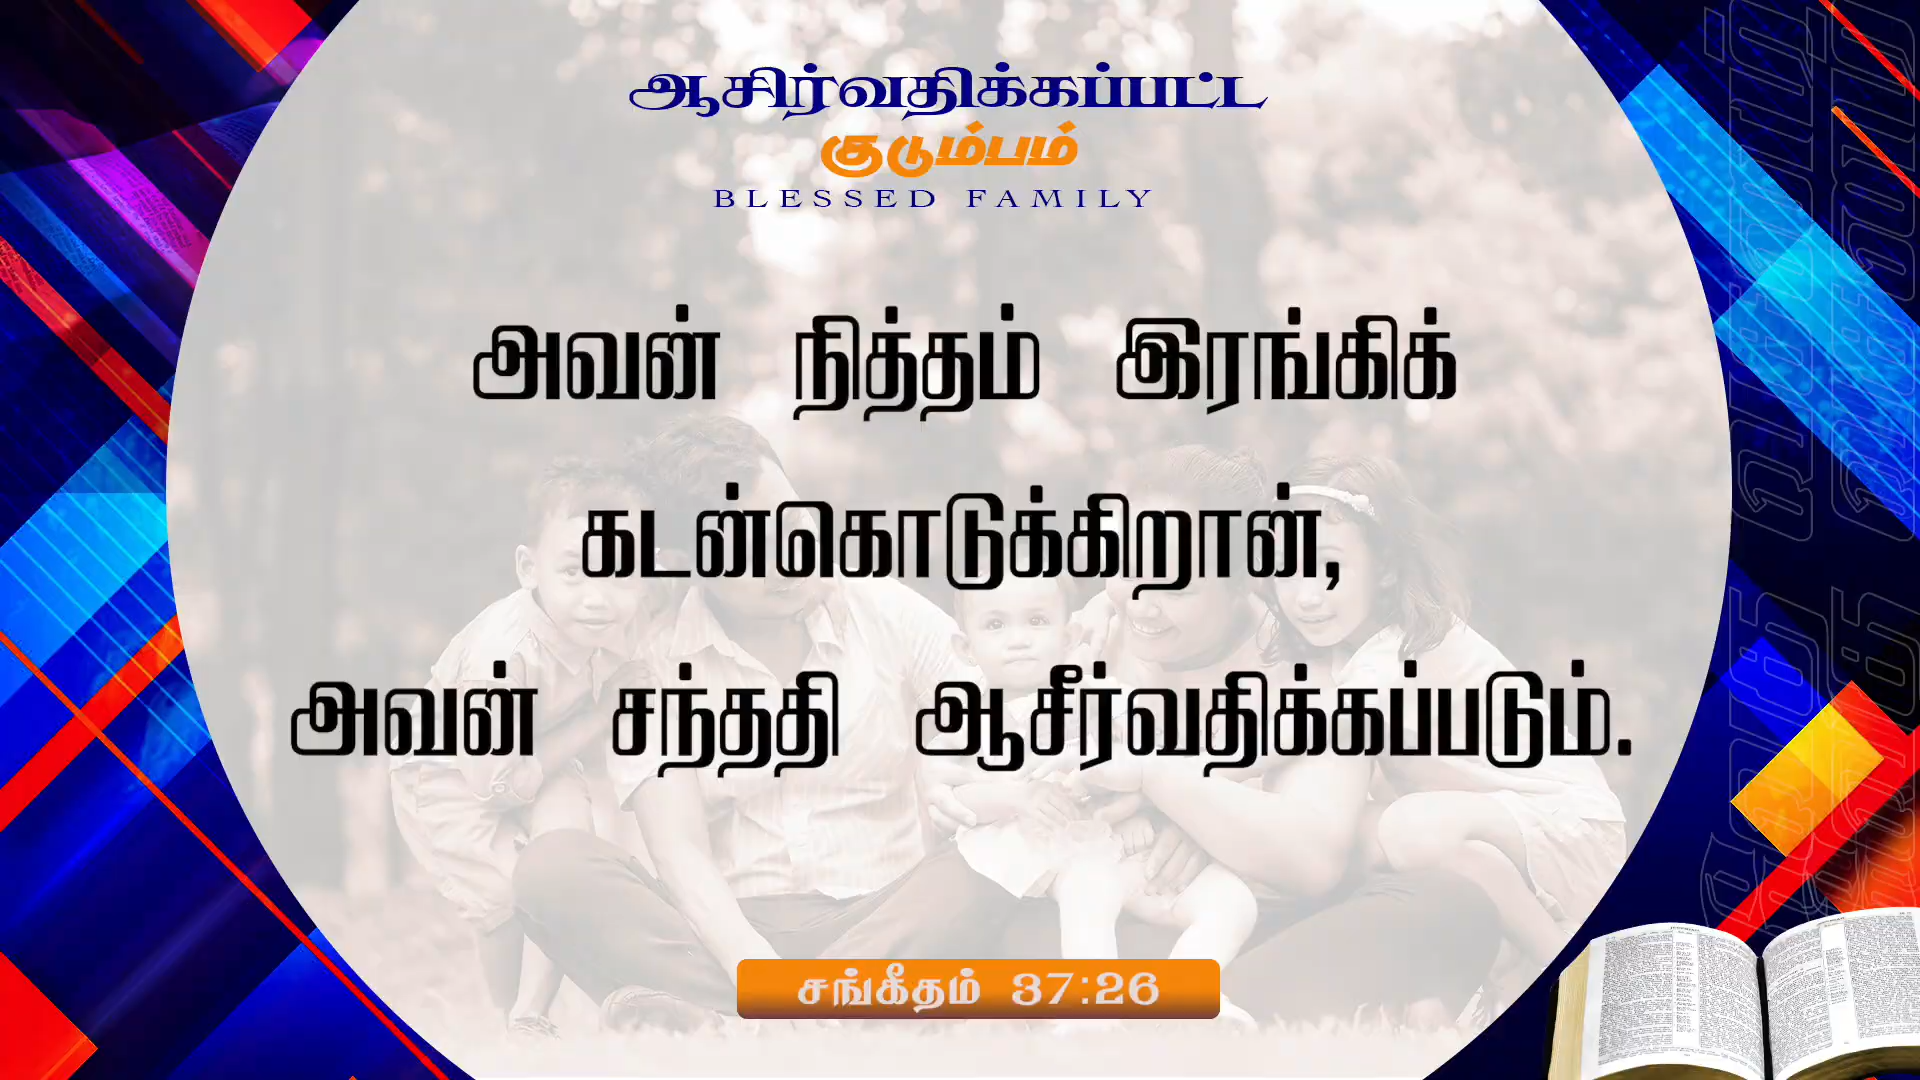 ஆசிர்வதிக்கப்பட்ட
குடும்பம்
BLESSED FAMILY
அவன் நித்தம் இரங்கிக்
கடன்கொடுக்கிறான்,
அவன் சந்ததி ஆசீர்வதிக்கப்படும்.
சங்கீதம் 37:26